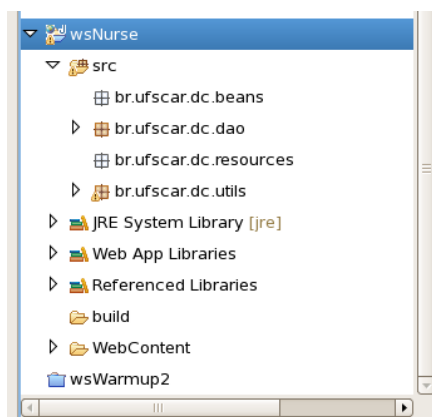 wsNurse
src
br.ufscar.dc.beans
br.ufscar.dc.dao
br.ufscar.dc.resources
br.ufscar.dc.utils
JRE System Library [jre]
Web App Libraries
Referenced Libraries
build
WebContent
wsWarmup2